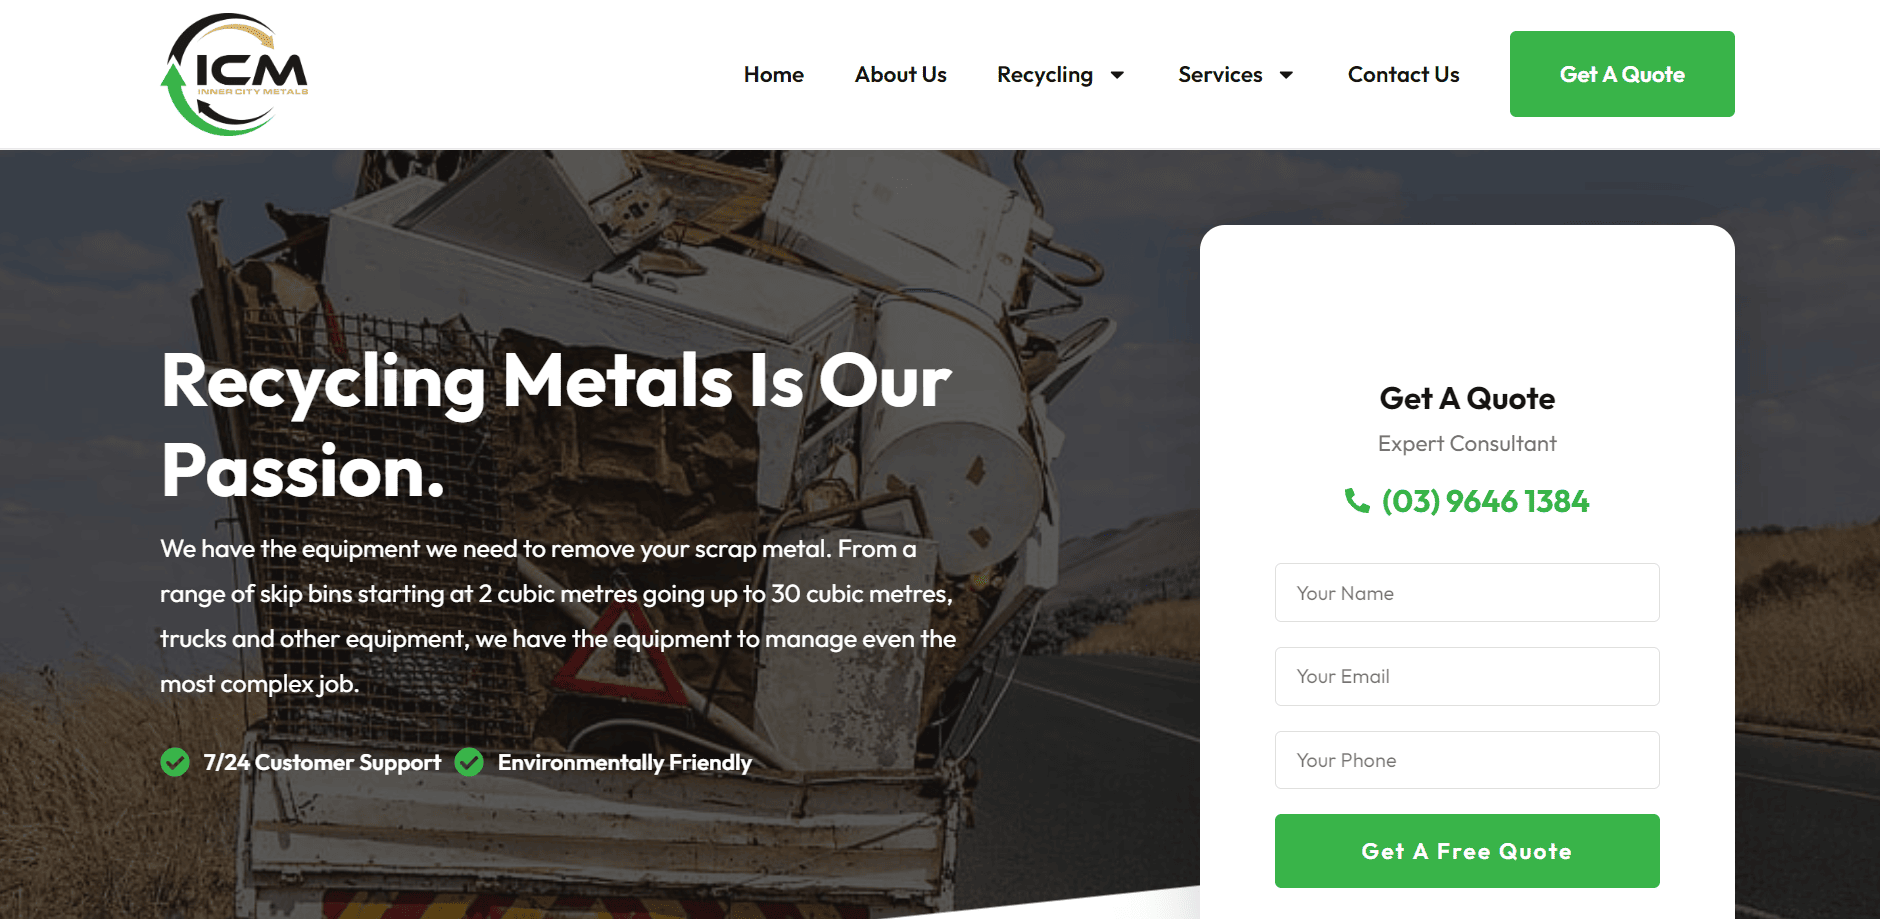 ICM
INNER CITY METALS
Home
About Us
Recycling
Services
Contact Us
Get A Quote
Recycling Metals Is Our
Passion.
We have the equipment we need to remove your scrap metal. From a
range of skip bins starting at 2 cubic metres going up to 30 cubic metres,
trucks and other equipment, we have the equipment to manage even the
most complex job.
7/24 Customer Support
Environmentally Friendly
Get A Quote
Expert Consultant
(03) 9646 1384
Your Name
Your Email
Your Phone
Get A Free Quote